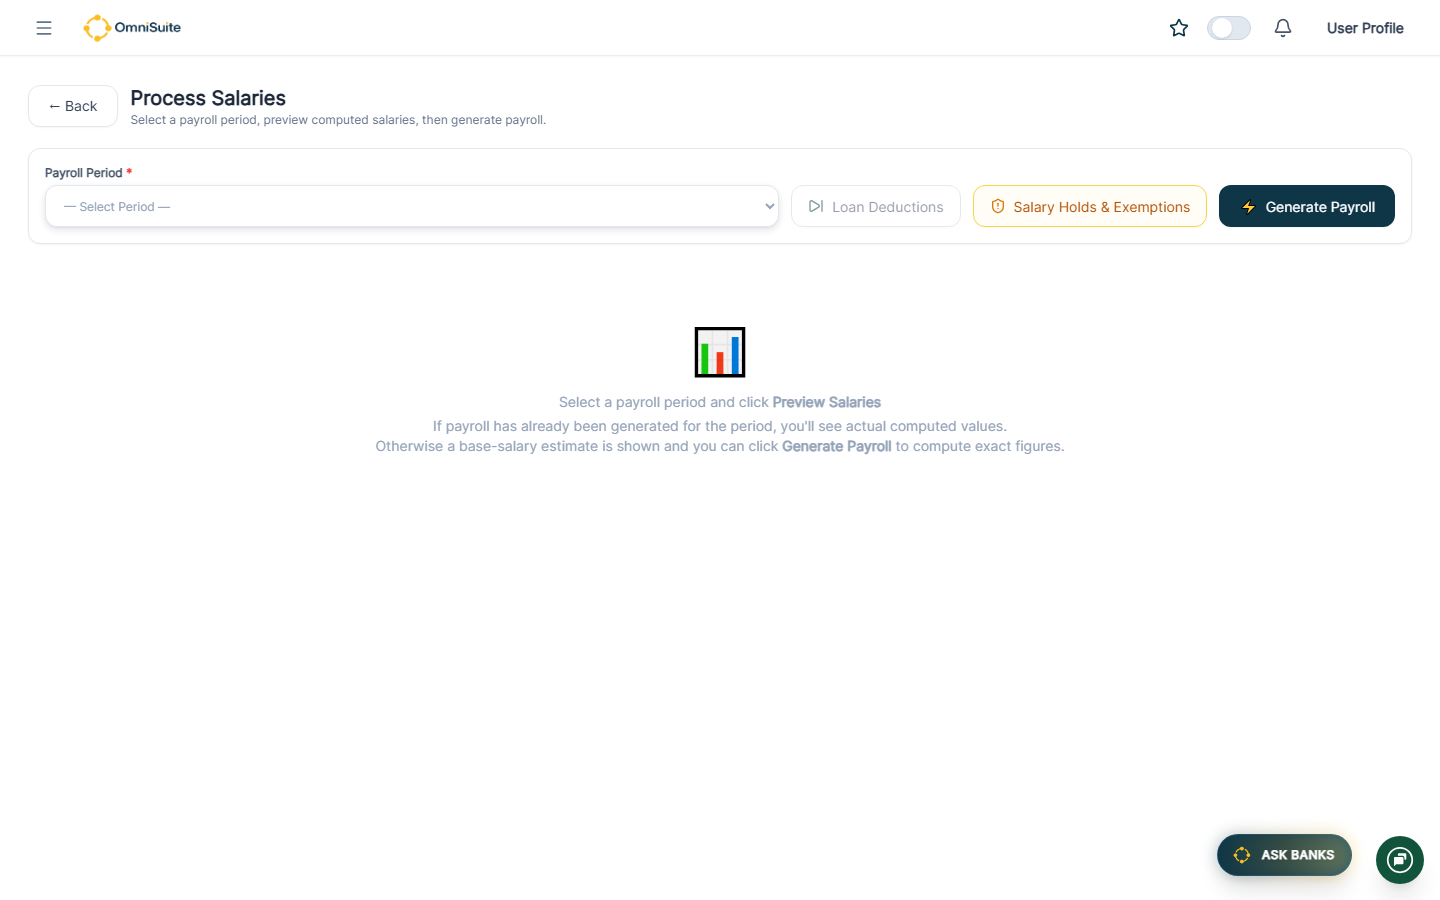 OmniSuite
User Profile
← Back
Process Salaries
Select a payroll period, preview computed salaries, then generate payroll.
Payroll Period *
— Select Period —
Loan Deductions
Salary Holds & Exemptions
Generate Payroll
Select a payroll period and click Preview Salaries
If payroll has already been generated for the period, you'll see actual computed values.
Otherwise a base-salary estimate is shown and you can click Generate Payroll to compute exact figures.
ASK BANKS